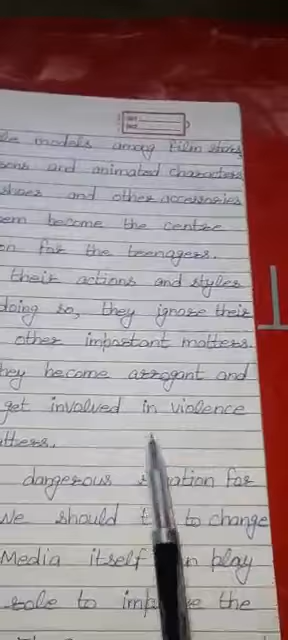 models among Film stars,
and animated characters
shoes and other accessories
become the centre
for the teenagers.
their actions and styles
doing so, they ignore their
other important matters.
they become arrogant and
get involved in violence
dangerous for
We should to change
Media itself play
role to the